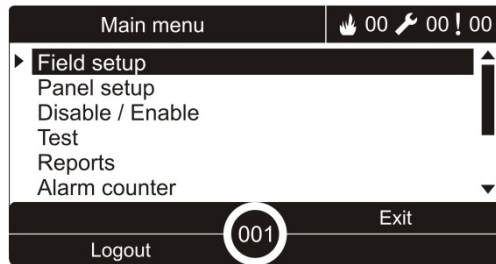 Main menu
00 00 ! 00
Field setup
Panel setup
Disable / Enable
Test
Reports
Alarm counter
Exit
001
Logout